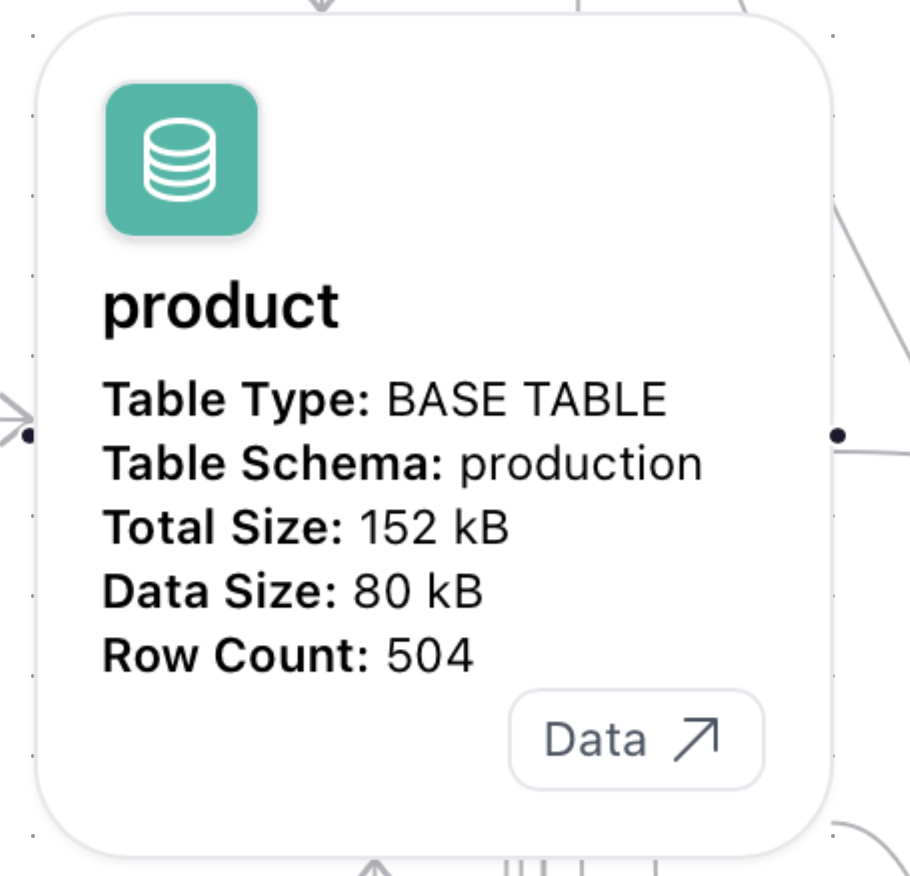 product
Table Type: BASE TABLE
Table Schema: production
Total Size: 152 kB
Data Size: 80 kB
Row Count: 504
Data